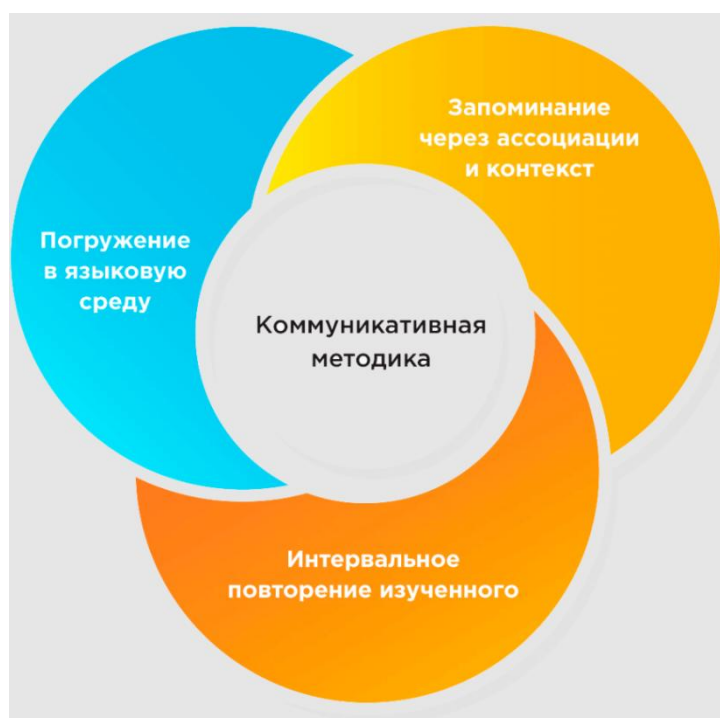 Запоминание
через ассоциации
и контекст
Погружение
в языковую
среду
Коммуникативная
методика
Интервальное
повторение изученного